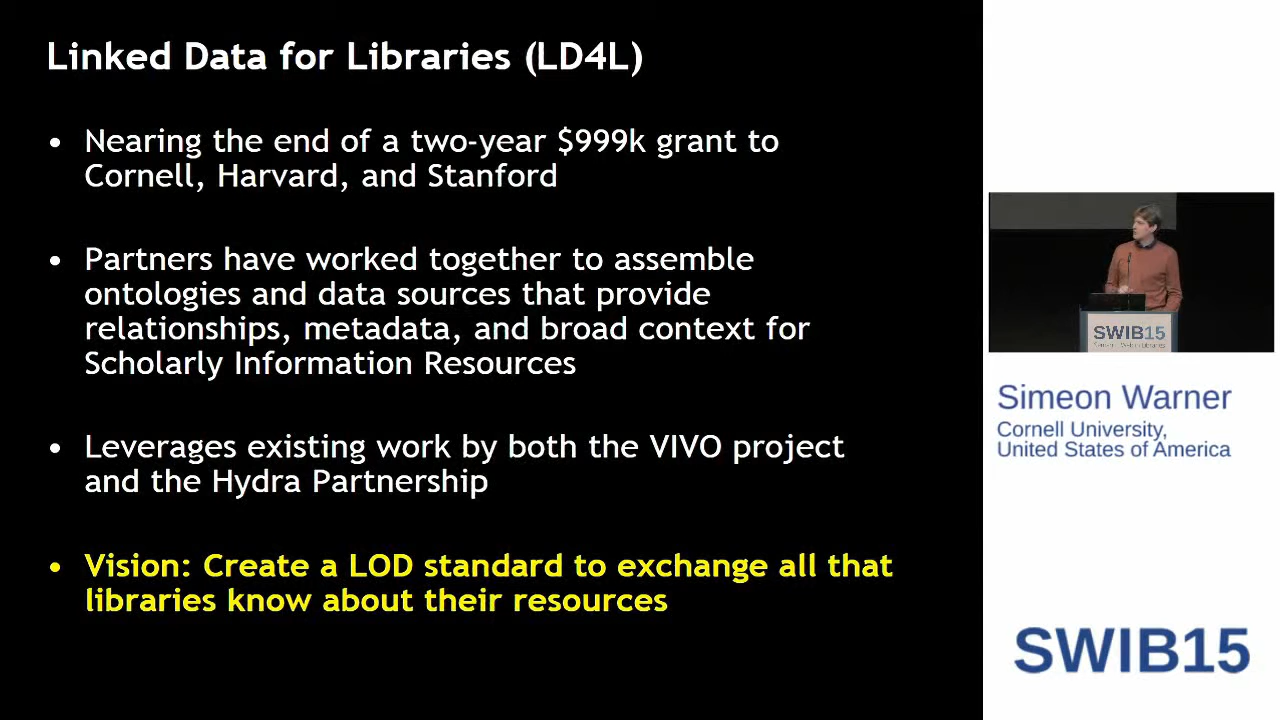 Linked Data for Libraries (LD4L)
• Nearing the end of a two-year $999k grant to
Cornell, Harvard, and Stanford
• Partners have worked together to assemble
ontologies and data sources that provide
relationships, metadata, and broad context for
Scholarly Information Resources
• Leverages existing work by both the VIVO project
and the Hydra Partnership
• Vision: Create a LOD standard to exchange all that
libraries know about their resources
SWIB15
Simeon Warner
Cornell University,
United States of America
SWIB15